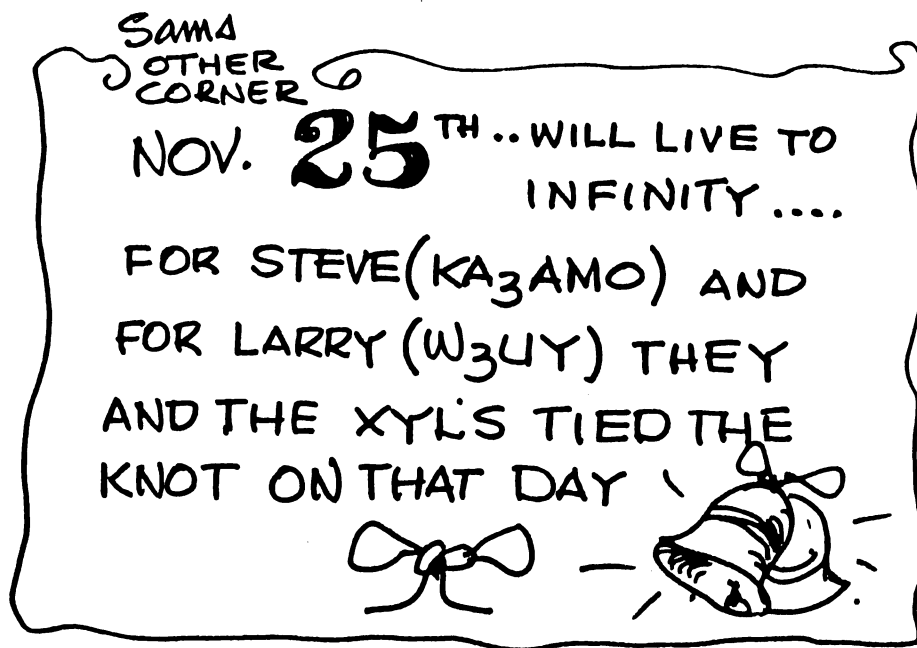 Sams
OTHER
CORNER
NOV. 25TH..WILL LIVE TO
INFINITY....
FOR STEVE(KA3AMO) AND
FOR LARRY (W3UY) THEY
AND THE XYL'S TIED THE
KNOT ON THAT DAY